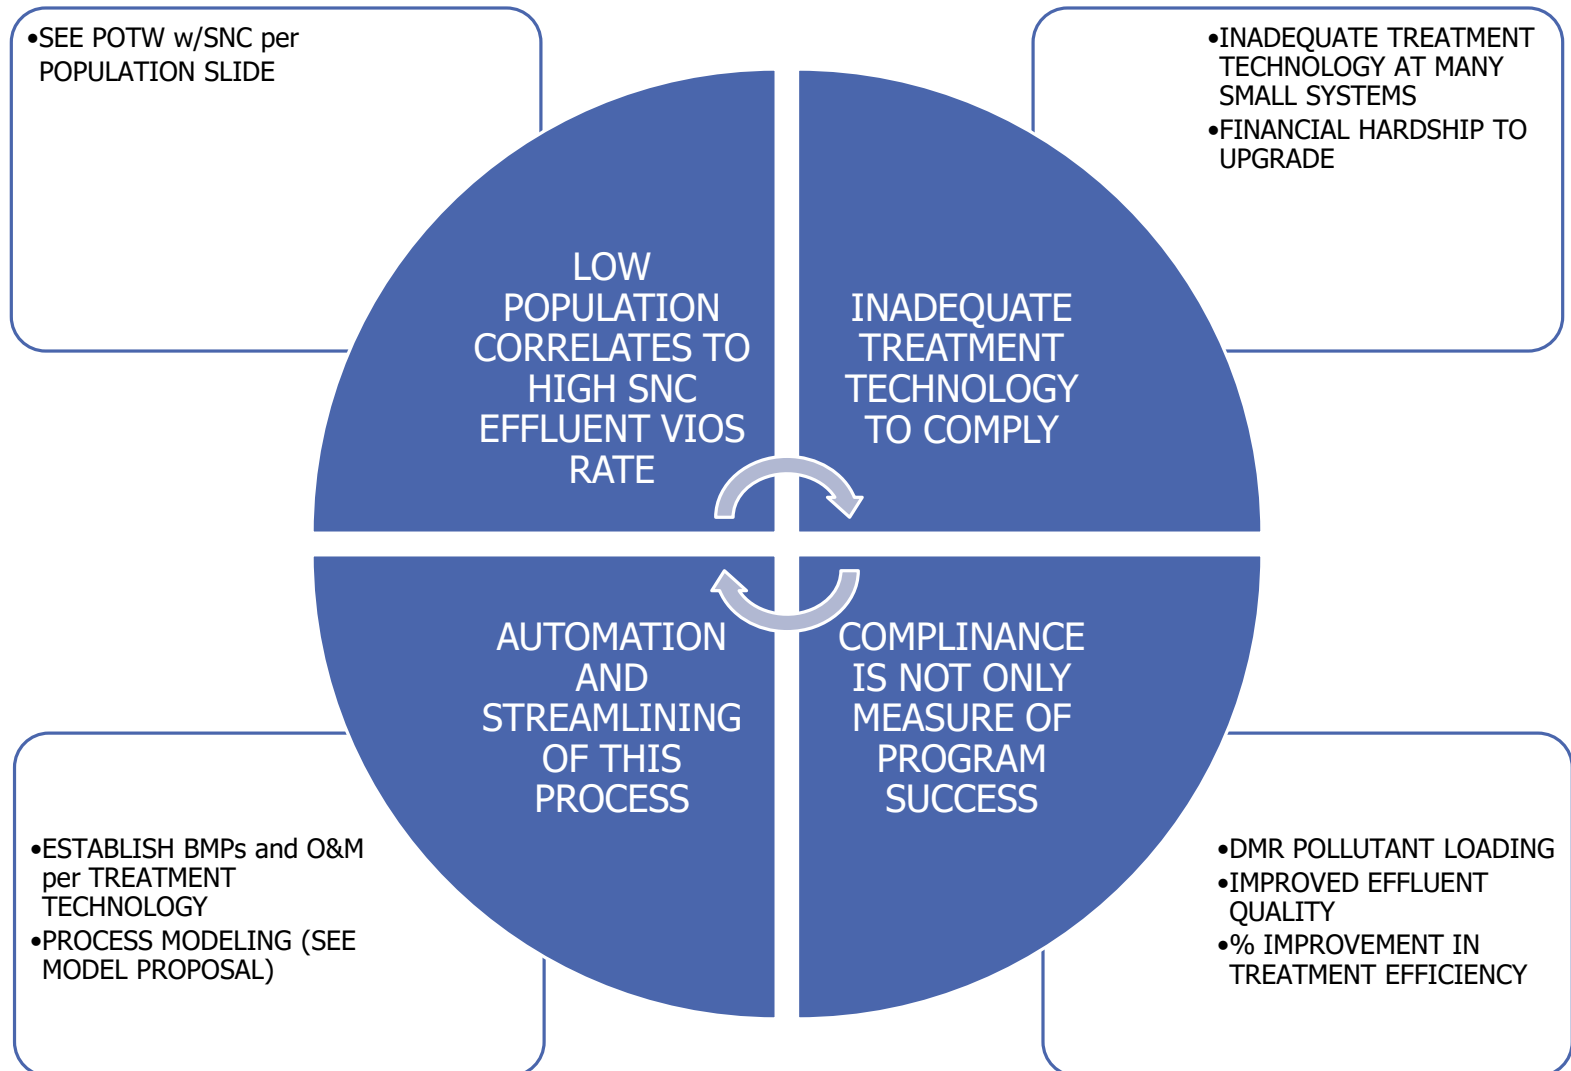 •SEE POTW w/SNC per
POPULATION SLIDE
•INADEQUATE TREATMENT
TECHNOLOGY AT MANY
SMALL SYSTEMS
•FINANCIAL HARDSHIP TO
UPGRADE
LOW
POPULATION
CORRELATES TO
HIGH SNC
EFFLUENT VIOS
RATE
INADEQUATE
TREATMENT
TECHNOLOGY
TO COMPLY
AUTOMATION
AND
STREAMLINING
OF THIS
PROCESS
COMPLINANCE
IS NOT ONLY
MEASURE OF
PROGRAM
SUCCESS
•ESTABLISH BMPs and O&M
per TREATMENT
TECHNOLOGY
•PROCESS MODELING (SEE
MODEL PROPOSAL)
•DMR POLLUTANT LOADING
•IMPROVED EFFLUENT
QUALITY
•% IMPROVEMENT IN
TREATMENT EFFICIENCY